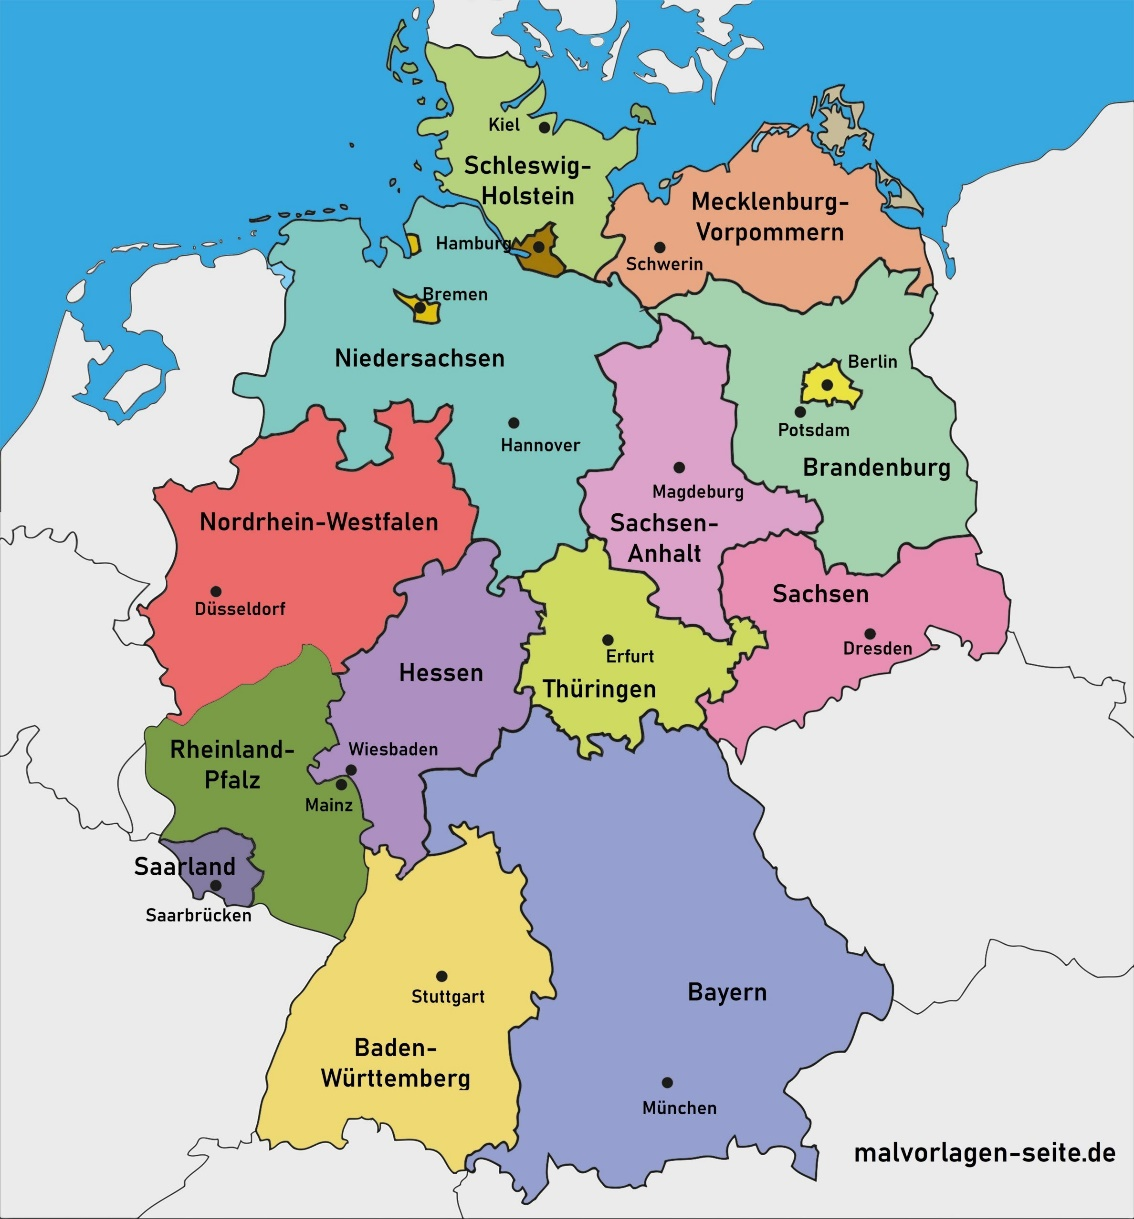 Kiel
Schleswig-
Holstein
Mecklenburg-
Vorpommern
Hamburg
Schwerin
Bremen
Niedersachsen
Berlin
Potsdam
Hannover
Brandenburg
Magdeburg
Sachsen-
Anhalt
Nordrhein-Westfalen
Düsseldorf
Sachsen
Dresden
Erfurt
Thüringen
Hessen
Rheinland-
Pfalz
Wiesbaden
Mainz
Saarland
Saarbrücken
Stuttgart
Bayern
Baden-
Württemberg
München
malvorlagen-seite.de